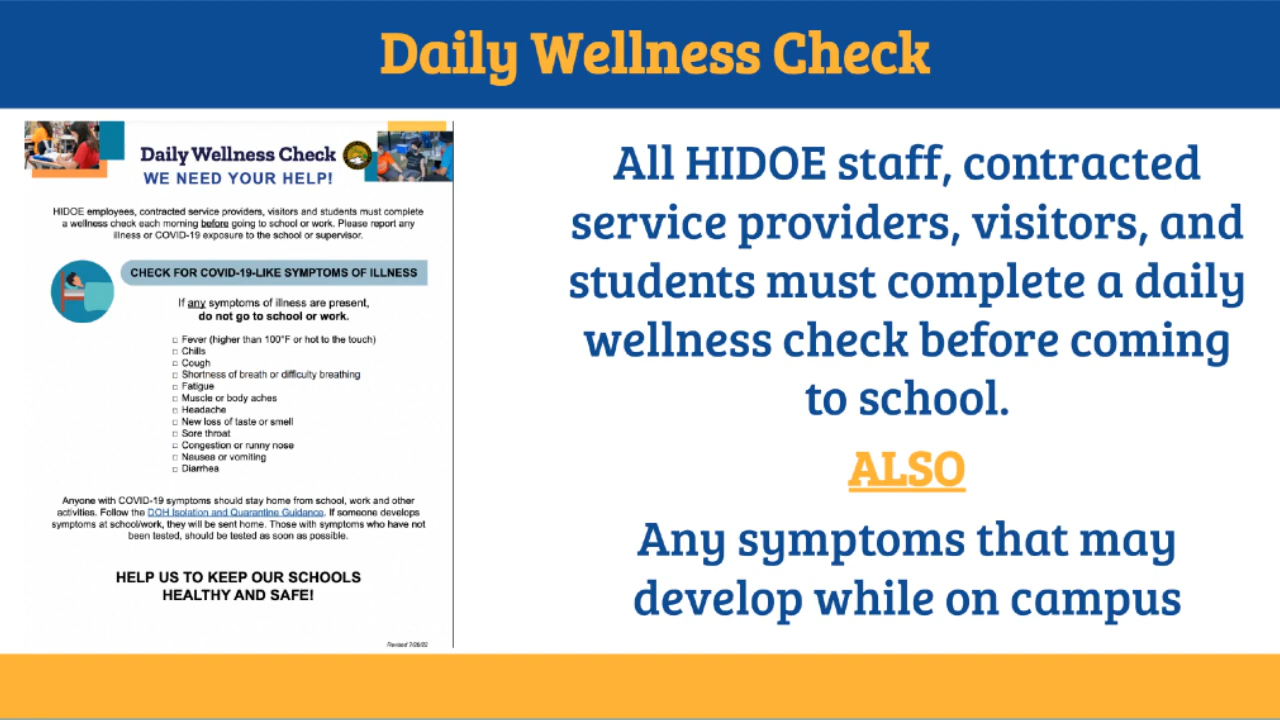 Daily Wellness Check
Daily Wellness Check
WE NEED YOUR HELP!
HIDOE employees, contracted service providers, visitors and students must complete
a wellness check each morning before going to school or work. Please report any
illness or COVID-19 exposure to the school or supervisor.
CHECK FOR COVID-19-LIKE SYMPTOMS OF ILLNESS
If any symptoms of illness are present,
do not go to school or work.
□ Fever (higher than 100°F or hot to the touch)
□ Chills
□ Cough
□ Shortness of breath or difficulty breathing
□ Fatigue
□ Muscle or body aches
□ Headache
□ New loss of taste or smell
□ Sore throat
□ Congestion or runny nose
□ Nausea or vomiting
□ Diarrhea
Anyone with COVID-19 symptoms should stay home from school, work and other
activities. Follow the DOH Isolation and Quarantine Guidance. If someone develops
symptoms at school/work, they will be sent home. Those with symptoms who have not
been tested, should be tested as soon as possible.
HELP US TO KEEP OUR SCHOOLS
HEALTHY AND SAFE!
Revised
All HIDOE staff, contracted
service providers, visitors, and
students must complete a daily
wellness check before coming
to school.
ALSO
Any symptoms that may
develop while on campus